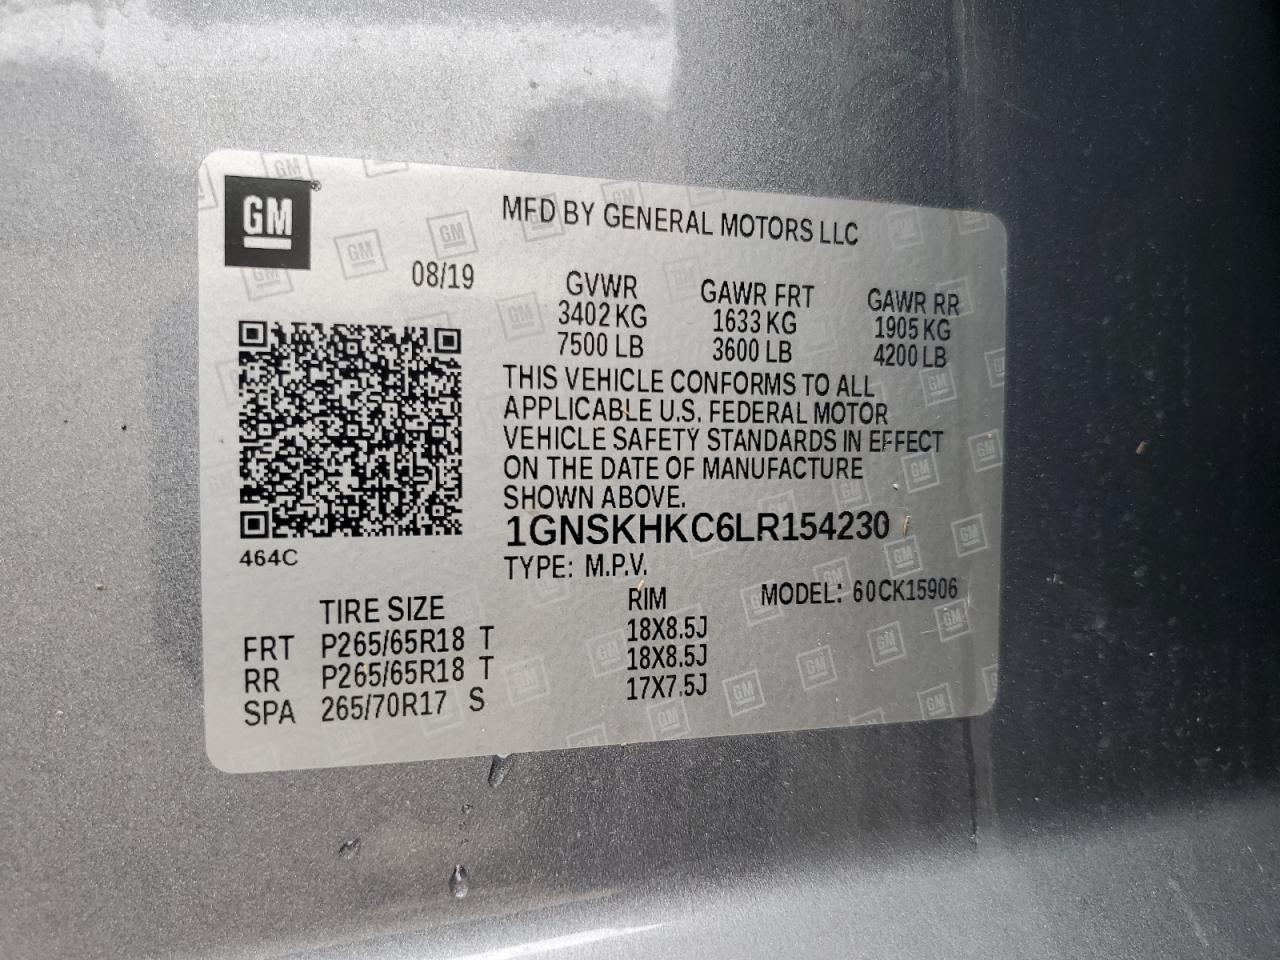 GM
MFD BY GENERAL MOTORS LLC
08/19
GVWR GAWR FRT GAWR RR
3402 KG 1633 KG 1905 KG
7500 LB 3600 LB 4200 LB
THIS VEHICLE CONFORMS TO ALL
APPLICABLE U.S. FEDERAL MOTOR
VEHICLE SAFETY STANDARDS IN EFFECT
ON THE DATE OF MANUFACTURE
SHOWN ABOVE.
1GNSKHKC6LR154230
464C
TYPE: M.P.V. MODEL: 60CK15906
TIRE SIZE RIM
FRT P265/65R18 T 18X8.5J
RR P265/65R18 T 18X8.5J
SPA 265/70R17 S 17X7.5J